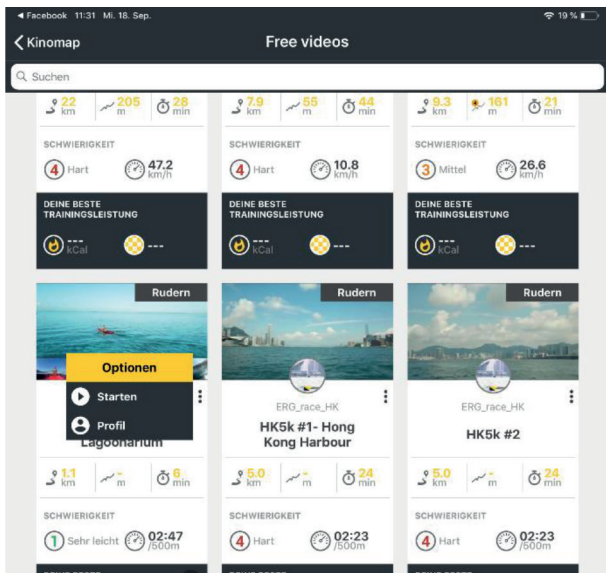 Facebook 11:31 Mi. 18. Sep. 19 %
Kinomap Free videos
Suchen
22 km 205 m 28 min
7.9 km 55 m 44 min
9.3 km 161 m 21 min
SCHWIERIGKEIT SCHWIERIGKEIT SCHWIERIGKEIT
4 Hart 47.2 km/h
4 Hart 10.8 km/h
3 Mittel 26.6 km/h
DEINE BESTE TRAININGSLEISTUNG
DEINE BESTE TRAININGSLEISTUNG
DEINE BESTE TRAININGSLEISTUNG
--- kCal ---
--- kCal ---
--- kCal ---
Rudern Rudern Rudern
Optionen
Starten
Profil
Lagoonarium
ERG_race_HK
HK5k #1- Hong
Kong Harbour
ERG_race_HK
HK5k #2
1.1 km - m 6 min
5.0 km - m 24 min
5.0 km - m 24 min
SCHWIERIGKEIT SCHWIERIGKEIT SCHWIERIGKEIT
1 Sehr leicht 02:47 /500m
4 Hart 02:23 /500m
4 Hart 02:23 /500m